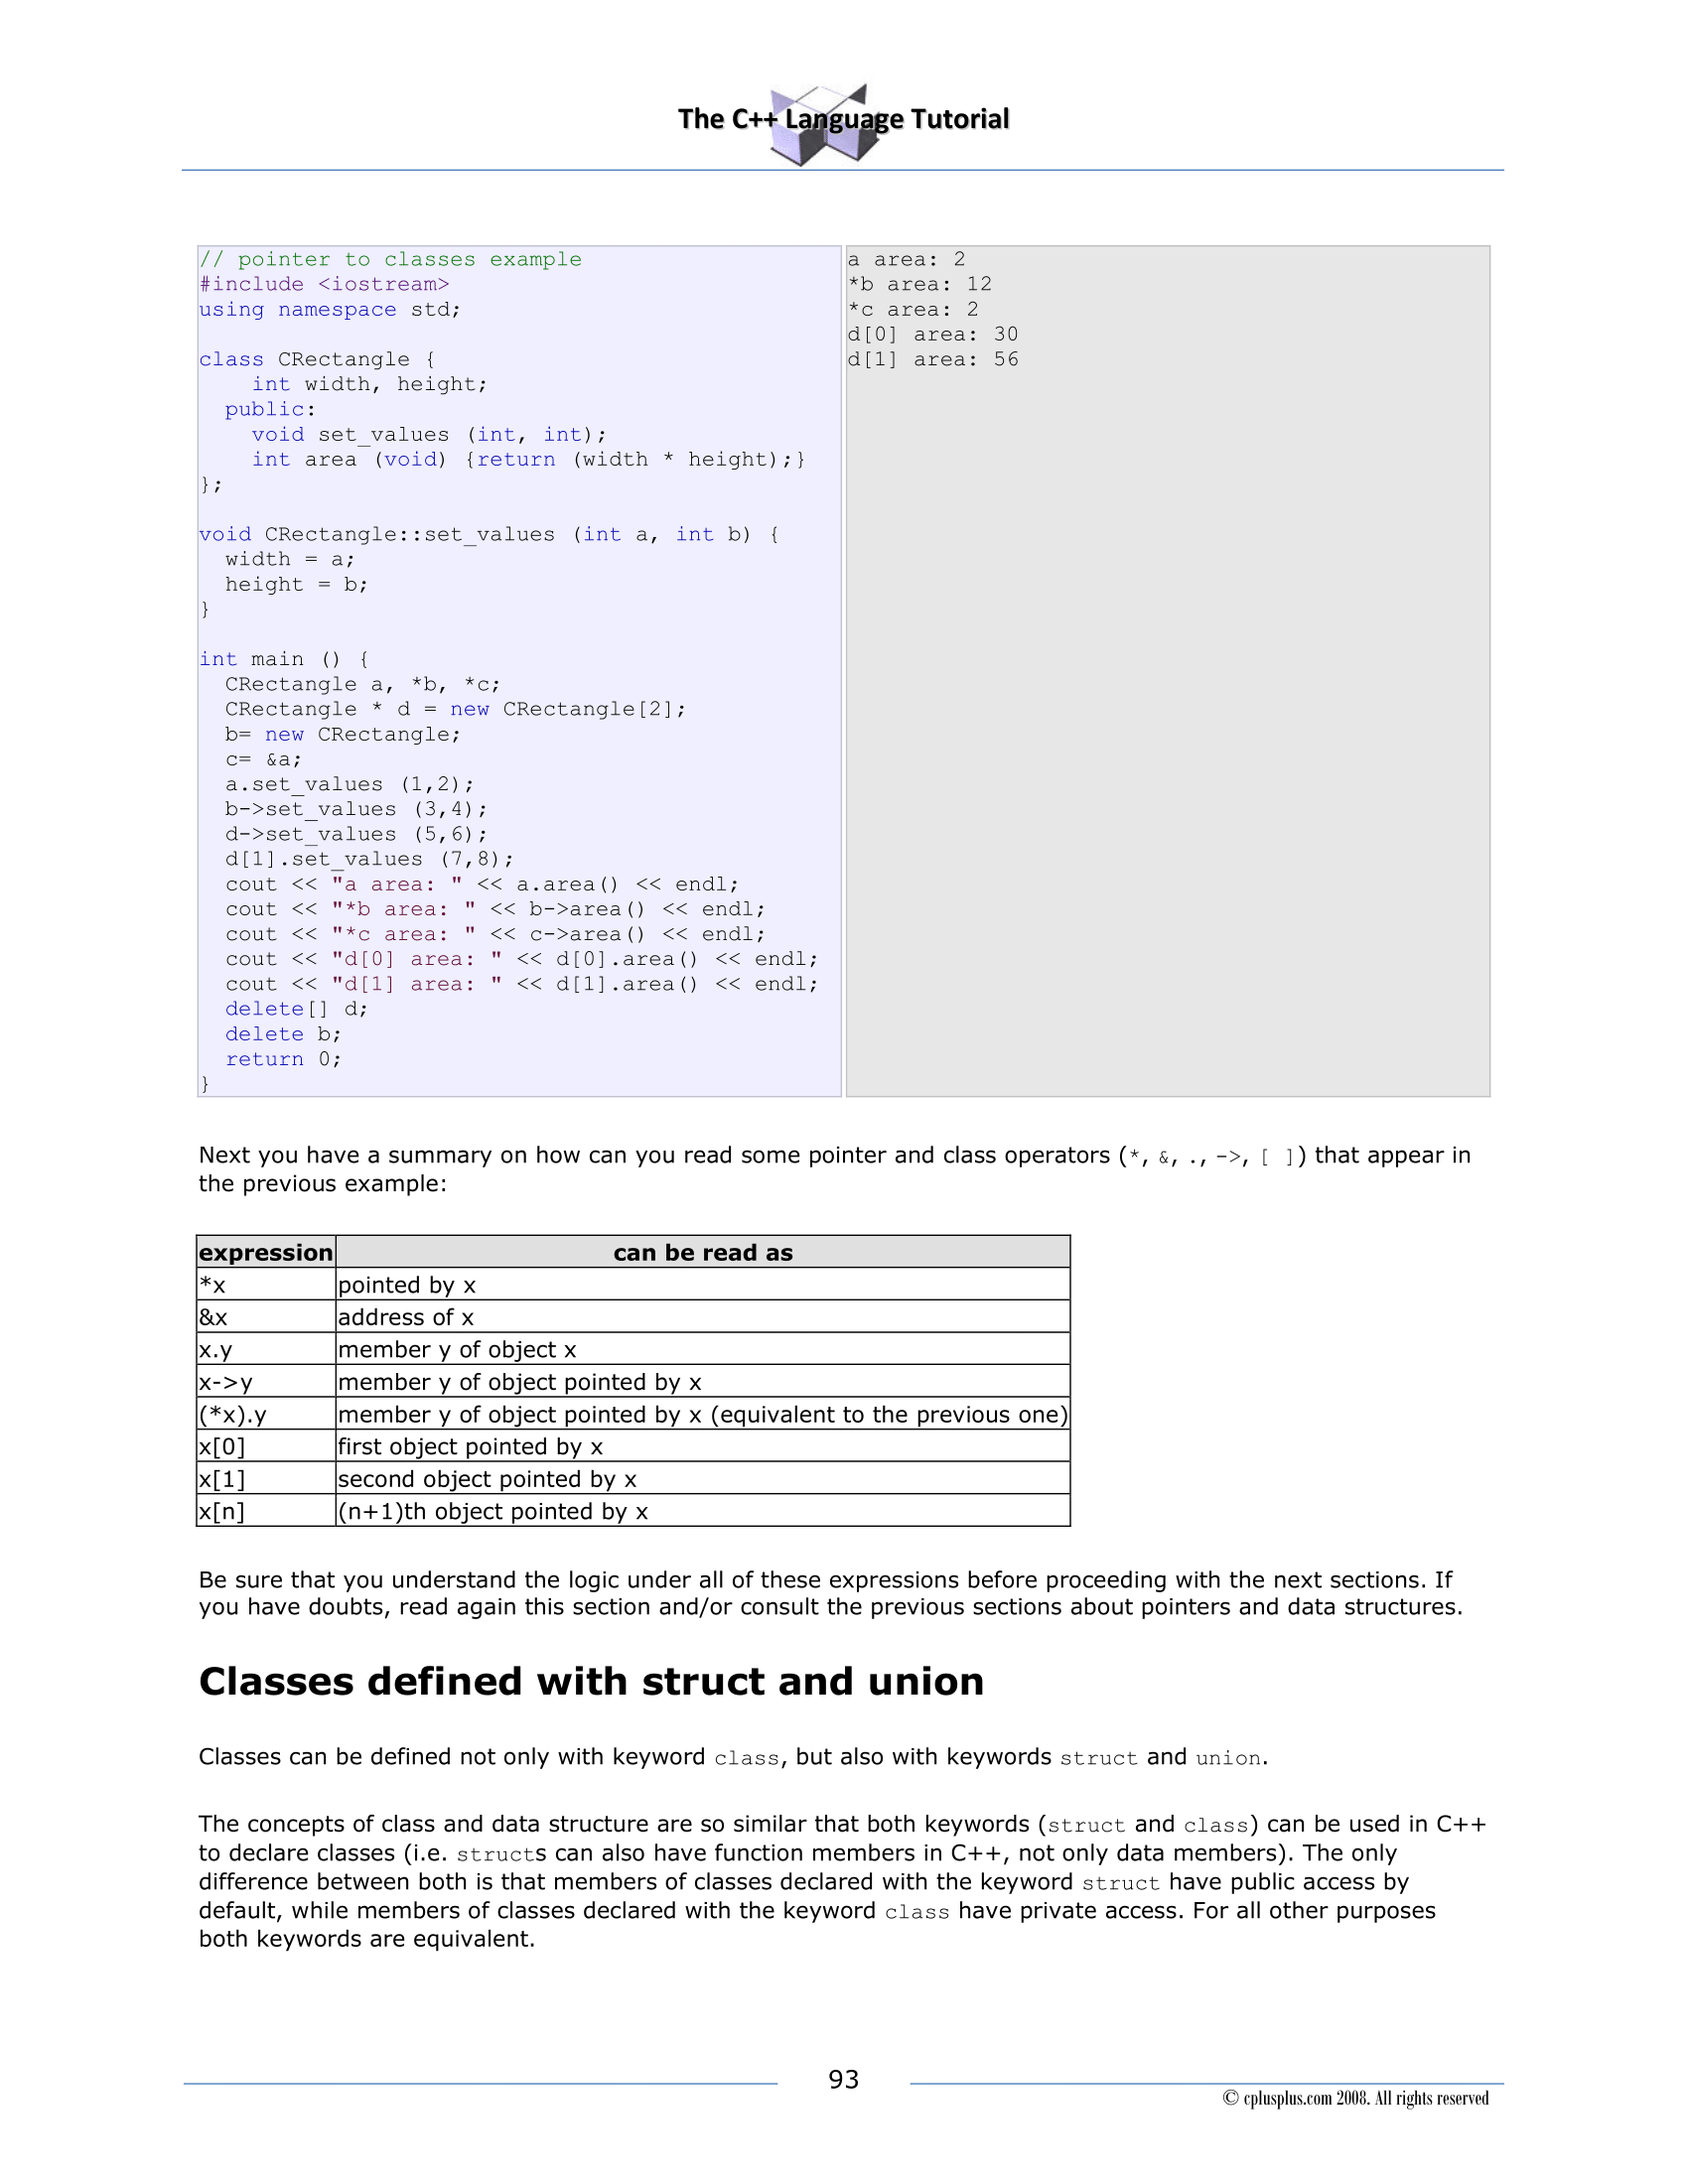 The C++ Language Tutorial
// pointer to classes example
#include <iostream>
using namespace std;

class CRectangle {
    int width, height;
  public:
    void set_values (int, int);
    int area (void) {return (width * height);}
};

void CRectangle::set_values (int a, int b) {
  width = a;
  height = b;
}

int main () {
  CRectangle a, *b, *c;
  CRectangle * d = new CRectangle[2];
  b= new CRectangle;
  c= &a;
  a.set_values (1,2);
  b->set_values (3,4);
  d->set_values (5,6);
  d[1].set_values (7,8);
  cout << "a area: " << a.area() << endl;
  cout << "*b area: " << b->area() << endl;
  cout << "*c area: " << c->area() << endl;
  cout << "d[0] area: " << d[0].area() << endl;
  cout << "d[1] area: " << d[1].area() << endl;
  delete[] d;
  delete b;
  return 0;
}
a area: 2
*b area: 12
*c area: 2
d[0] area: 30
d[1] area: 56
Next you have a summary on how can you read some pointer and class operators (*, &, ., ->, [ ]) that appear in
the previous example:
expression can be read as
*x pointed by x
&x address of x
x.y member y of object x
x->y member y of object pointed by x
(*x).y member y of object pointed by x (equivalent to the previous one)
x[0] first object pointed by x
x[1] second object pointed by x
x[n] (n+1)th object pointed by x
Be sure that you understand the logic under all of these expressions before proceeding with the next sections. If
you have doubts, read again this section and/or consult the previous sections about pointers and data structures.
Classes defined with struct and union
Classes can be defined not only with keyword class, but also with keywords struct and union.
The concepts of class and data structure are so similar that both keywords (struct and class) can be used in C++
to declare classes (i.e. structs can also have function members in C++, not only data members). The only
difference between both is that members of classes declared with the keyword struct have public access by
default, while members of classes declared with the keyword class have private access. For all other purposes
both keywords are equivalent.
93
© cplusplus.com 2008. All rights reserved